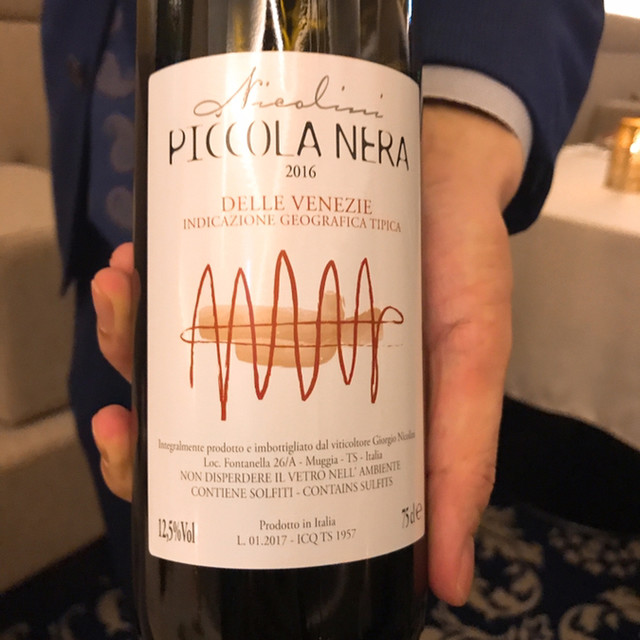 Nicolini
PICCOLA NERA
2016
DELLE VENEZIE
INDICAZIONE GEOGRAFICA TIPICA
Integralmente prodotto e imbottigliato dal viticoltore Giorgio Nicolini
Loc. Fontanella 26/A - Muggia - TS - Italia
NON DISPERDERE IL VETRO NELL' AMBIENTE
CONTIENE SOLFITI - CONTAINS SULFITS
12,5%Vol
Prodotto in Italia
75 cl e
L. 01.2017 - ICQ TS 1957